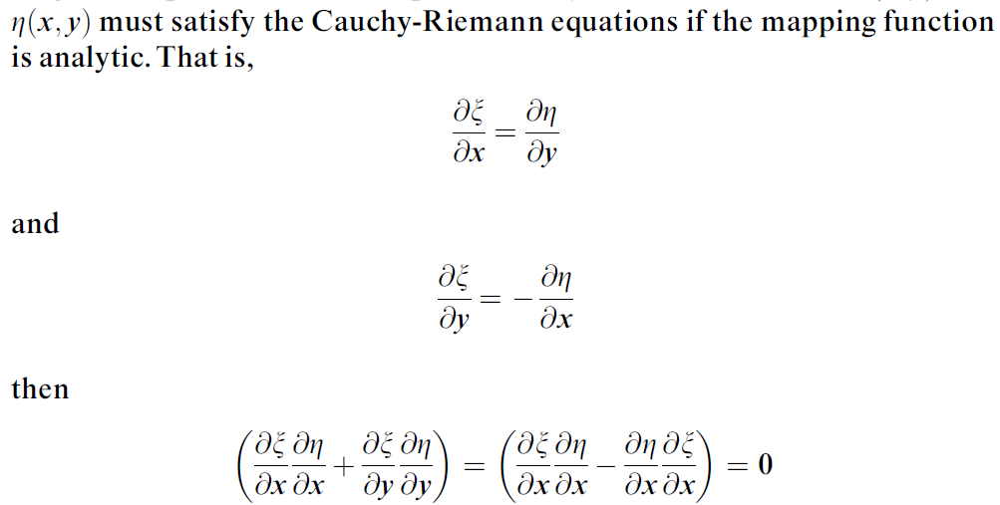 η(x, y) must satisfy the Cauchy-Riemann equations if the mapping function
is analytic. That is,
∂ξ/∂x = ∂η/∂y
and
∂ξ/∂y = −∂η/∂x
then
(∂ξ/∂x ∂η/∂x + ∂ξ/∂y ∂η/∂y) = (∂ξ/∂x ∂η/∂x − ∂η/∂x ∂ξ/∂x) = 0